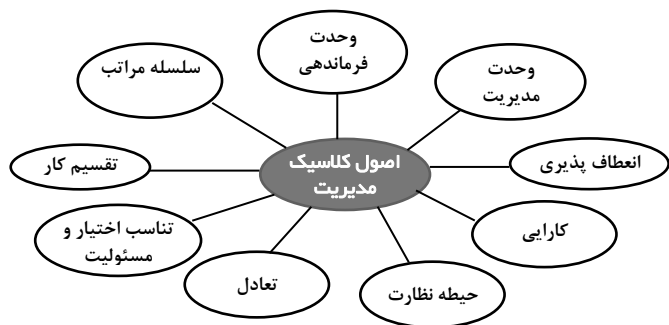 وحدت
فرماندهی
وحدت
مدیریت
سلسله مراتب
انعطاف پذیری
تقسیم کار
اصول کلاسیک
مدیریت
کارایی
تناسب اختیار و
مسئولیت
حیطه نظارت
تعادل